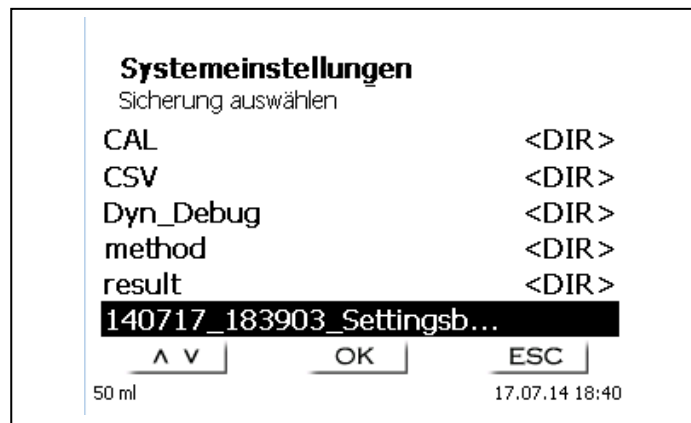 Systemeinstellungen
Sicherung auswählen
CAL <DIR>
CSV <DIR>
Dyn_Debug <DIR>
method <DIR>
result <DIR>
140717_183903_Settingsb...
∧ ∨ OK ESC
50 ml 17.07.14 18:40